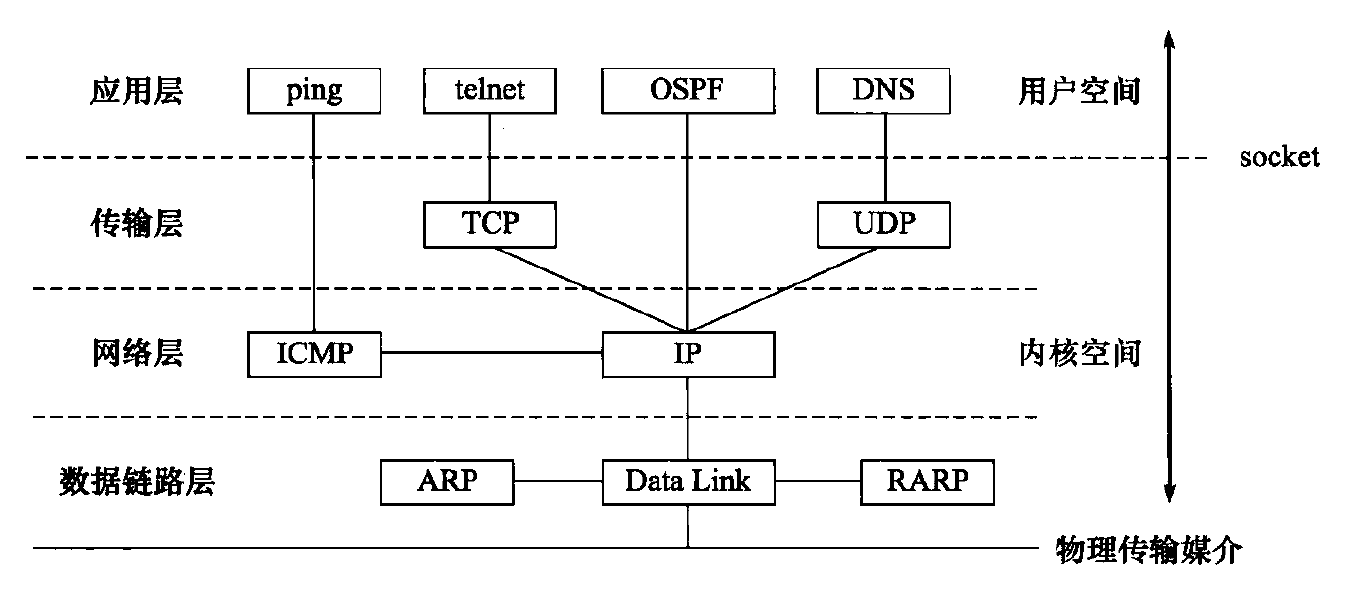 应用层 ping telnet OSPF DNS 用户空间
socket
传输层 TCP UDP
网络层 ICMP IP 内核空间
数据链路层 ARP Data Link RARP
物理传输媒介